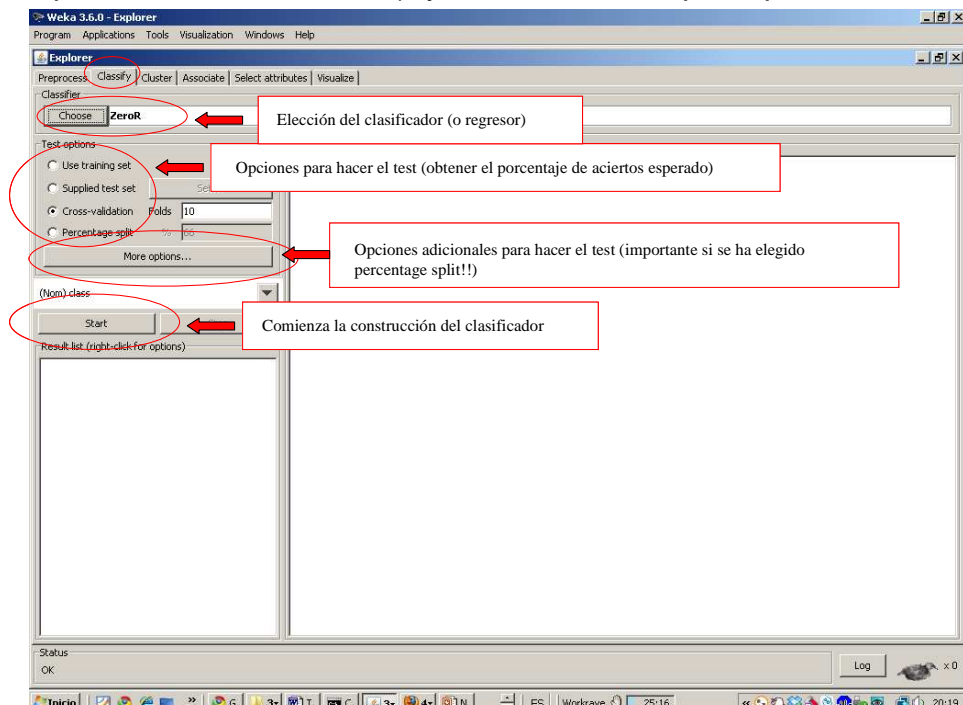 Weka 3.6.0 - Explorer
Program Applications Tools Visualization Windows Help
Explorer
Preprocess Classify Cluster Associate Select attributes Visualize
Classifier
Choose ZeroR
Elección del clasificador (o regresor)
Test options
Use training set
Opciones para hacer el test (obtener el porcentaje de aciertos esperado)
Supplied test set
Cross-validation Folds 10
Percentage split % 66
More options...
Opciones adicionales para hacer el test (importante si se ha elegido
percentage split!!)
(Nom) class
Start
Comienza la construcción del clasificador
Result list (right-click for options)
Status
OK
Log x 0
Inicio G 3 I C 3 4 N ES Workrave 25:16 20:19